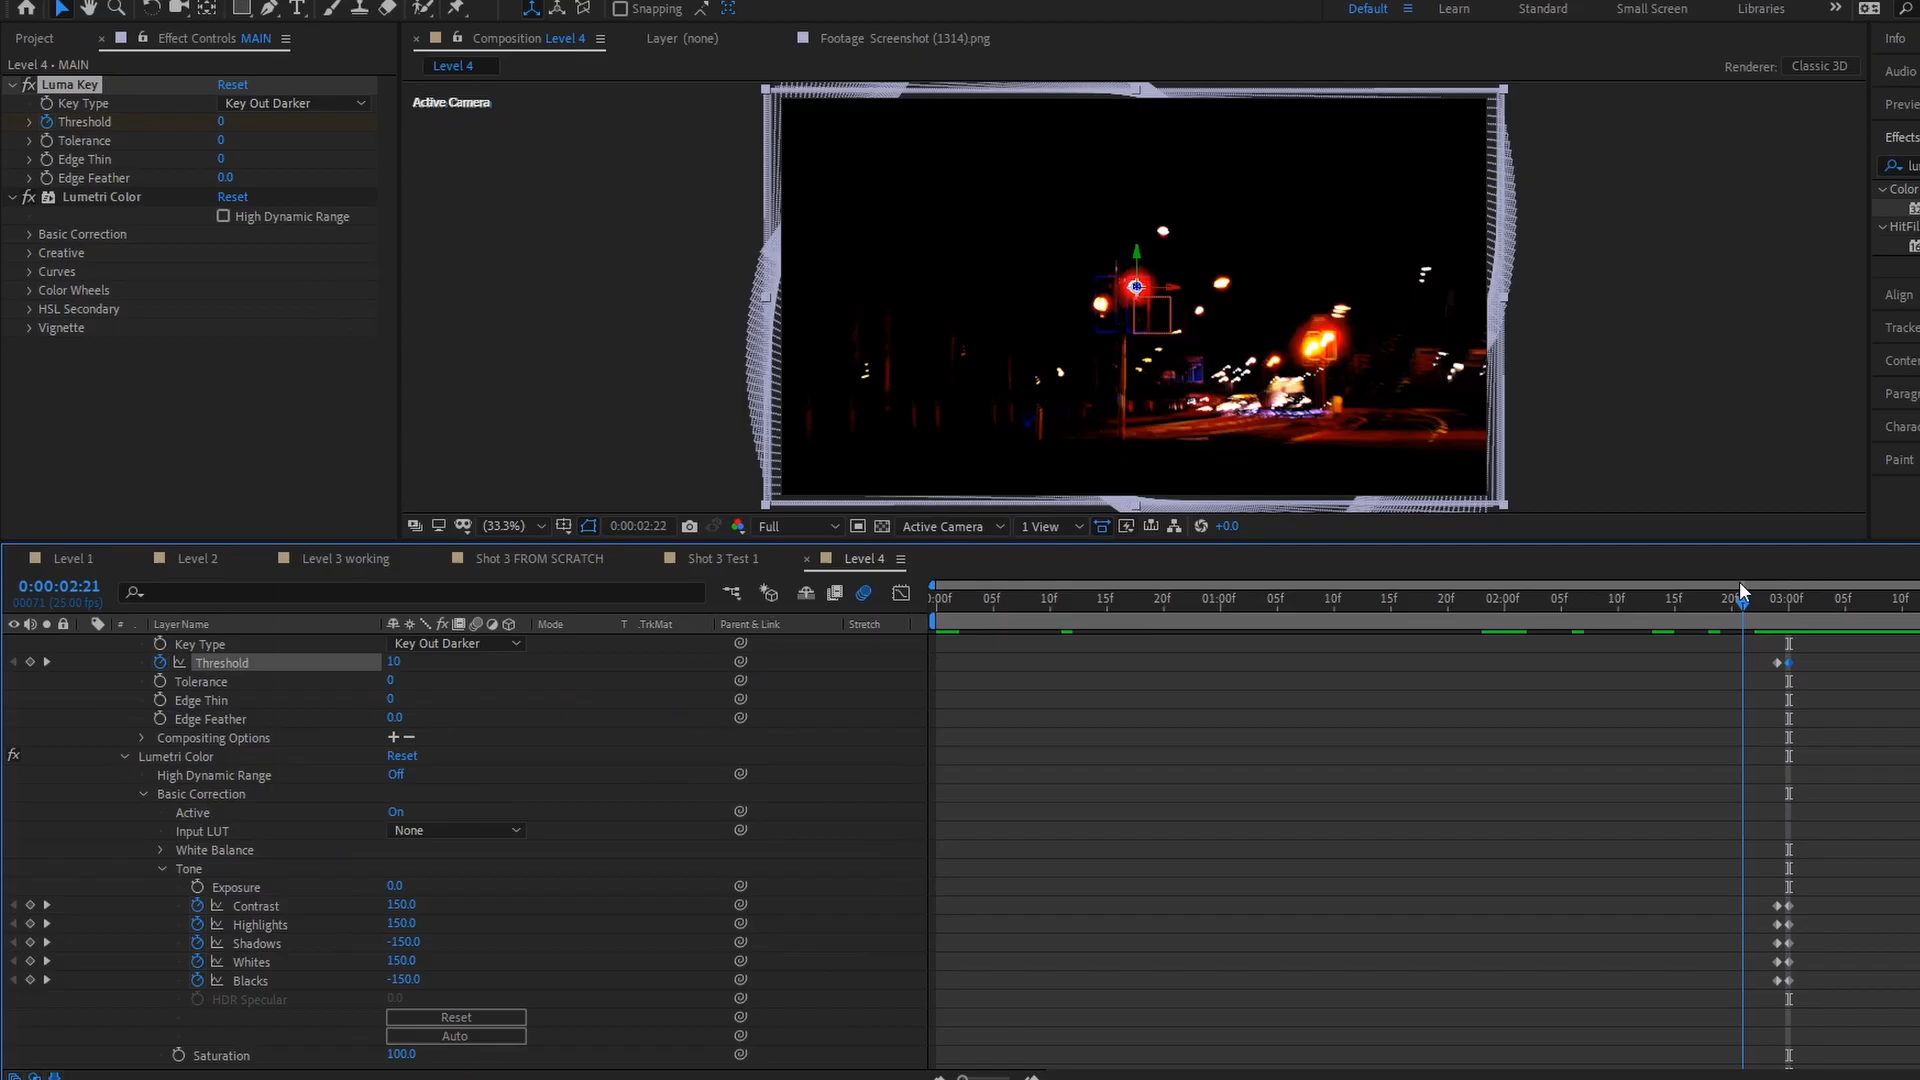 Snapping
Default
Learn
Standard
Small Screen
Libraries
Project
Effect Controls MAIN
Composition Level 4
Layer (none)
Footage Screenshot (1314).png
Info
Level 4 • MAIN
Level 4
Renderer:
Classic 3D
Audio
fx Luma Key
Reset
Key Type
Key Out Darker
Active Camera
Previe
Threshold
0
Tolerance
0
Effects
Edge Thin
0
lu
Edge Feather
0.0
Color
fx Lumetri Color
Reset
High Dynamic Range
HitFil
Basic Correction
Creative
Curves
Align
Color Wheels
HSL Secondary
Tracke
Vignette
Conte
Paragr
Chara
Paint
(33.3%)
0:00:02:22
Full
Active Camera
1 View
+0.0
Level 1
Level 2
Level 3 working
Shot 3 FROM SCRATCH
Shot 3 Test 1
Level 4
0:00:02:21
00071 (25.00 fps)
:00f
05f
10f
15f
20f
01:00f
05f
10f
15f
20f
02:00f
05f
10f
15f
20
03:00f
05f
10f
#
Layer Name
fx
Mode
T .TrkMat
Parent & Link
Stretch
Key Type
Key Out Darker
Threshold
10
Tolerance
0
Edge Thin
0
Edge Feather
0.0
Compositing Options
+−
fx
Lumetri Color
Reset
High Dynamic Range
Off
Basic Correction
Active
On
Input LUT
None
White Balance
Tone
Exposure
0.0
Contrast
150.0
Highlights
150.0
Shadows
-150.0
Whites
150.0
Blacks
-150.0
HDR Specular
0.0
Reset
Auto
Saturation
100.0